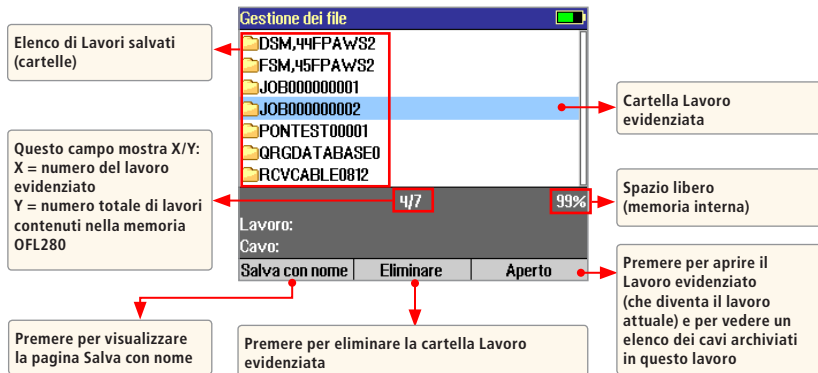 Gestione dei file
Elenco di Lavori salvati
(cartelle)
DSM,44FPAWS2
FSM,45FPAWS2
JOB000000001
JOB000000002
PONTEST00001
QRGDATABASE0
RCVCABLE0812
Cartella Lavoro
evidenziata
Questo campo mostra X/Y:
X = numero del lavoro
evidenziato
Y = numero totale di lavori
contenuti nella memoria
OFL280
4/7
99%
Spazio libero
(memoria interna)
Lavoro:
Cavo:
Salva con nome
Eliminare
Aperto
Premere per aprire il
Lavoro evidenziato
(che diventa il lavoro
attuale) e per vedere un
elenco dei cavi archiviati
in questo lavoro
Premere per visualizzare
la pagina Salva con nome
Premere per eliminare la cartella Lavoro
evidenziata